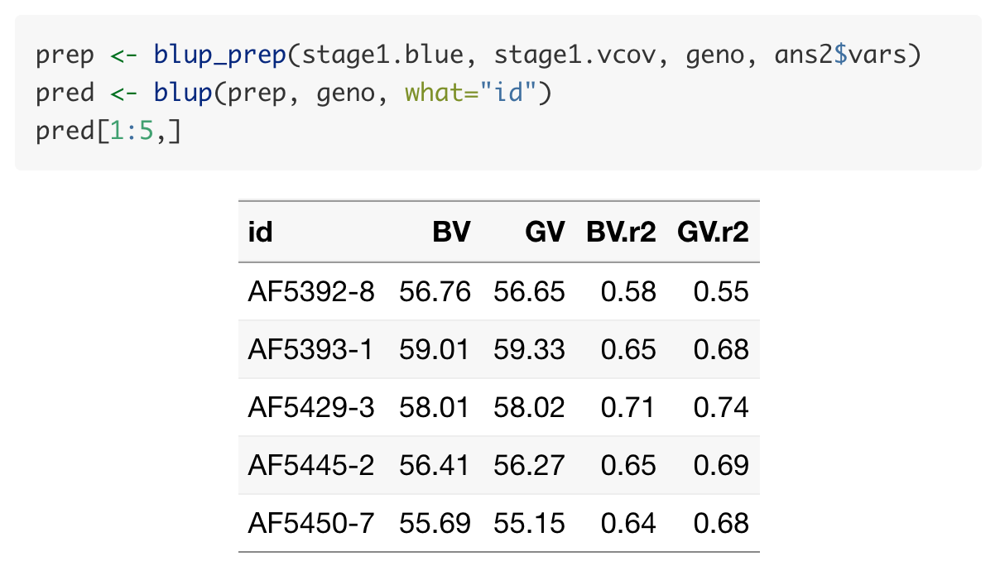 prep <- blup_prep(stage1.blue, stage1.vcov, geno, ans2$vars)
pred <- blup(prep, geno, what="id")
pred[1:5,]
id BV GV BV.r2 GV.r2
AF5392-8 56.76 56.65 0.58 0.55
AF5393-1 59.01 59.33 0.65 0.68
AF5429-3 58.01 58.02 0.71 0.74
AF5445-2 56.41 56.27 0.65 0.69
AF5450-7 55.69 55.15 0.64 0.68